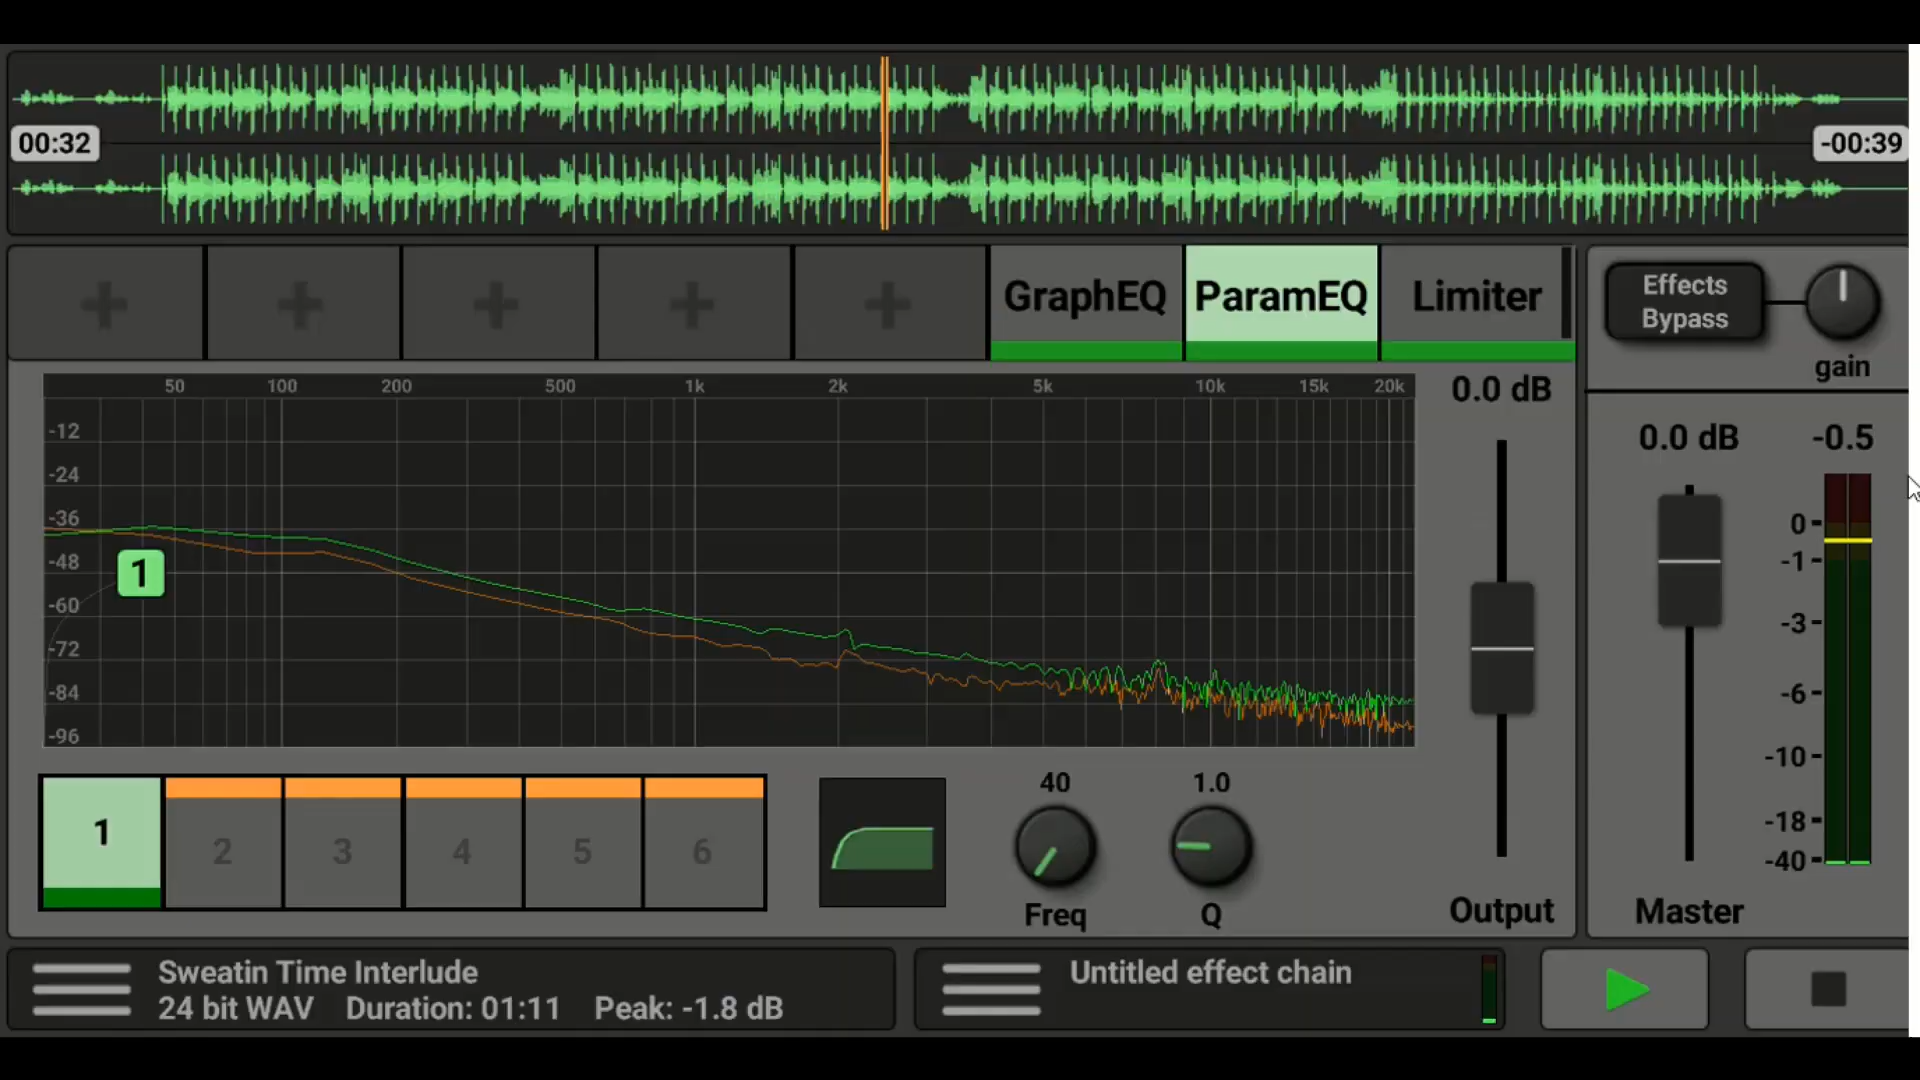 00:32
-00:39
GraphEQ ParamEQ Limiter
Effects
Bypass
gain
50 100 200 500 1k 2k 5k 10k 15k 20k
-12
-24
-36
-48
-60
-72
-84
-96
1
0.0 dB
Output
0.0 dB
-0.5
0
-1
-3
-6
-10
-18
-40
Master
1 2 3 4 5 6
40
Freq
1.0
Q
Sweatin Time Interlude
24 bit WAV Duration: 01:11 Peak: -1.8 dB
Untitled effect chain